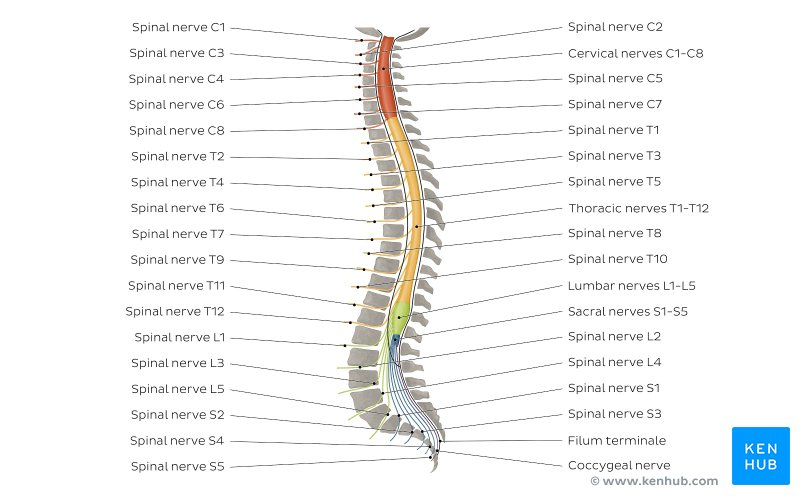 Spinal nerve C1
Spinal nerve C3
Spinal nerve C4
Spinal nerve C6
Spinal nerve C8
Spinal nerve T2
Spinal nerve T4
Spinal nerve T6
Spinal nerve T7
Spinal nerve T9
Spinal nerve T11
Spinal nerve T12
Spinal nerve L1
Spinal nerve L3
Spinal nerve L5
Spinal nerve S2
Spinal nerve S4
Spinal nerve S5
Spinal nerve C2
Cervical nerves C1-C8
Spinal nerve C5
Spinal nerve C7
Spinal nerve T1
Spinal nerve T3
Spinal nerve T5
Thoracic nerves T1-T12
Spinal nerve T8
Spinal nerve T10
Lumbar nerves L1-L5
Sacral nerves S1-S5
Spinal nerve L2
Spinal nerve L4
Spinal nerve S1
Spinal nerve S3
Filum terminale
Coccygeal nerve
KEN
HUB
© www.kenhub.com